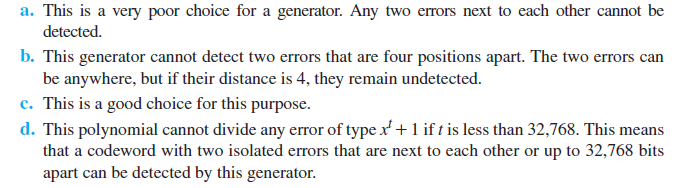 a. This is a very poor choice for a generator. Any two errors next to each other cannot be
detected.
b. This generator cannot detect two errors that are four positions apart. The two errors can
be anywhere, but if their distance is 4, they remain undetected.
c. This is a good choice for this purpose.
d. This polynomial cannot divide any error of type xᵗ + 1 if t is less than 32,768. This means
that a codeword with two isolated errors that are next to each other or up to 32,768 bits
apart can be detected by this generator.